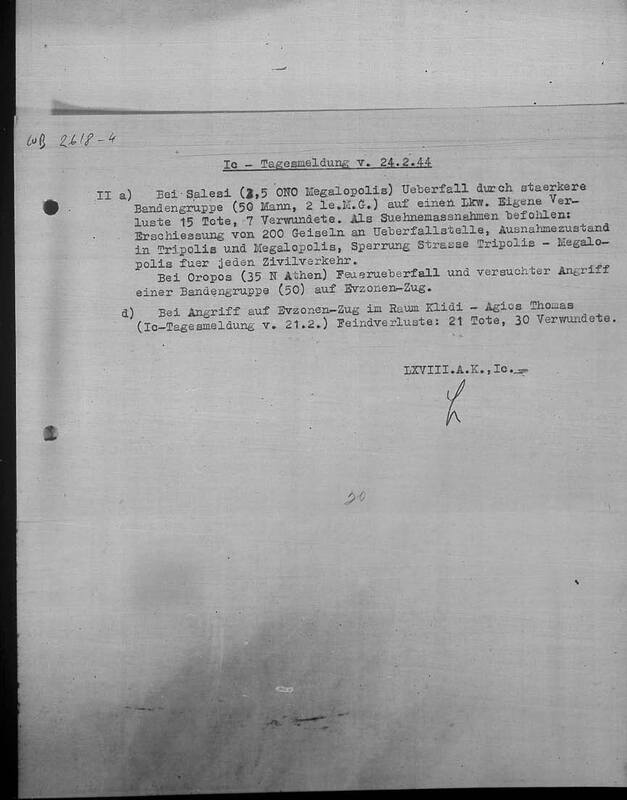 WB 2618-4
Ic - Tagesmeldung v. 24.2.44
II a) Bei Salesi (2,5 ONO Megalopolis) Ueberfall durch staerkere
Bandengruppe (50 Mann, 2 le.M.G.) auf einen Lkw. Eigene Ver-
luste 15 Tote, 7 Verwundete. Als Suehnemassnahmen befohlen:
Erschiessung von 200 Geiseln an Ueberfallstelle, Ausnahmezustand
in Tripolis und Megalopolis, Sperrung Strasse Tripolis - Megalo-
polis fuer jeden Zivilverkehr.
Bei Oropos (35 N Athen) Feuerueberfall und versuchter Angriff
einer Bandengruppe (50) auf Evzonen-Zug.
d) Bei Angriff auf Evzonen-Zug im Raum Klidi - Agios Thomas
(Ic-Tagesmeldung v. 21.2.) Feindverluste: 21 Tote, 30 Verwundete.
LXVIII.A.K.,Ic.